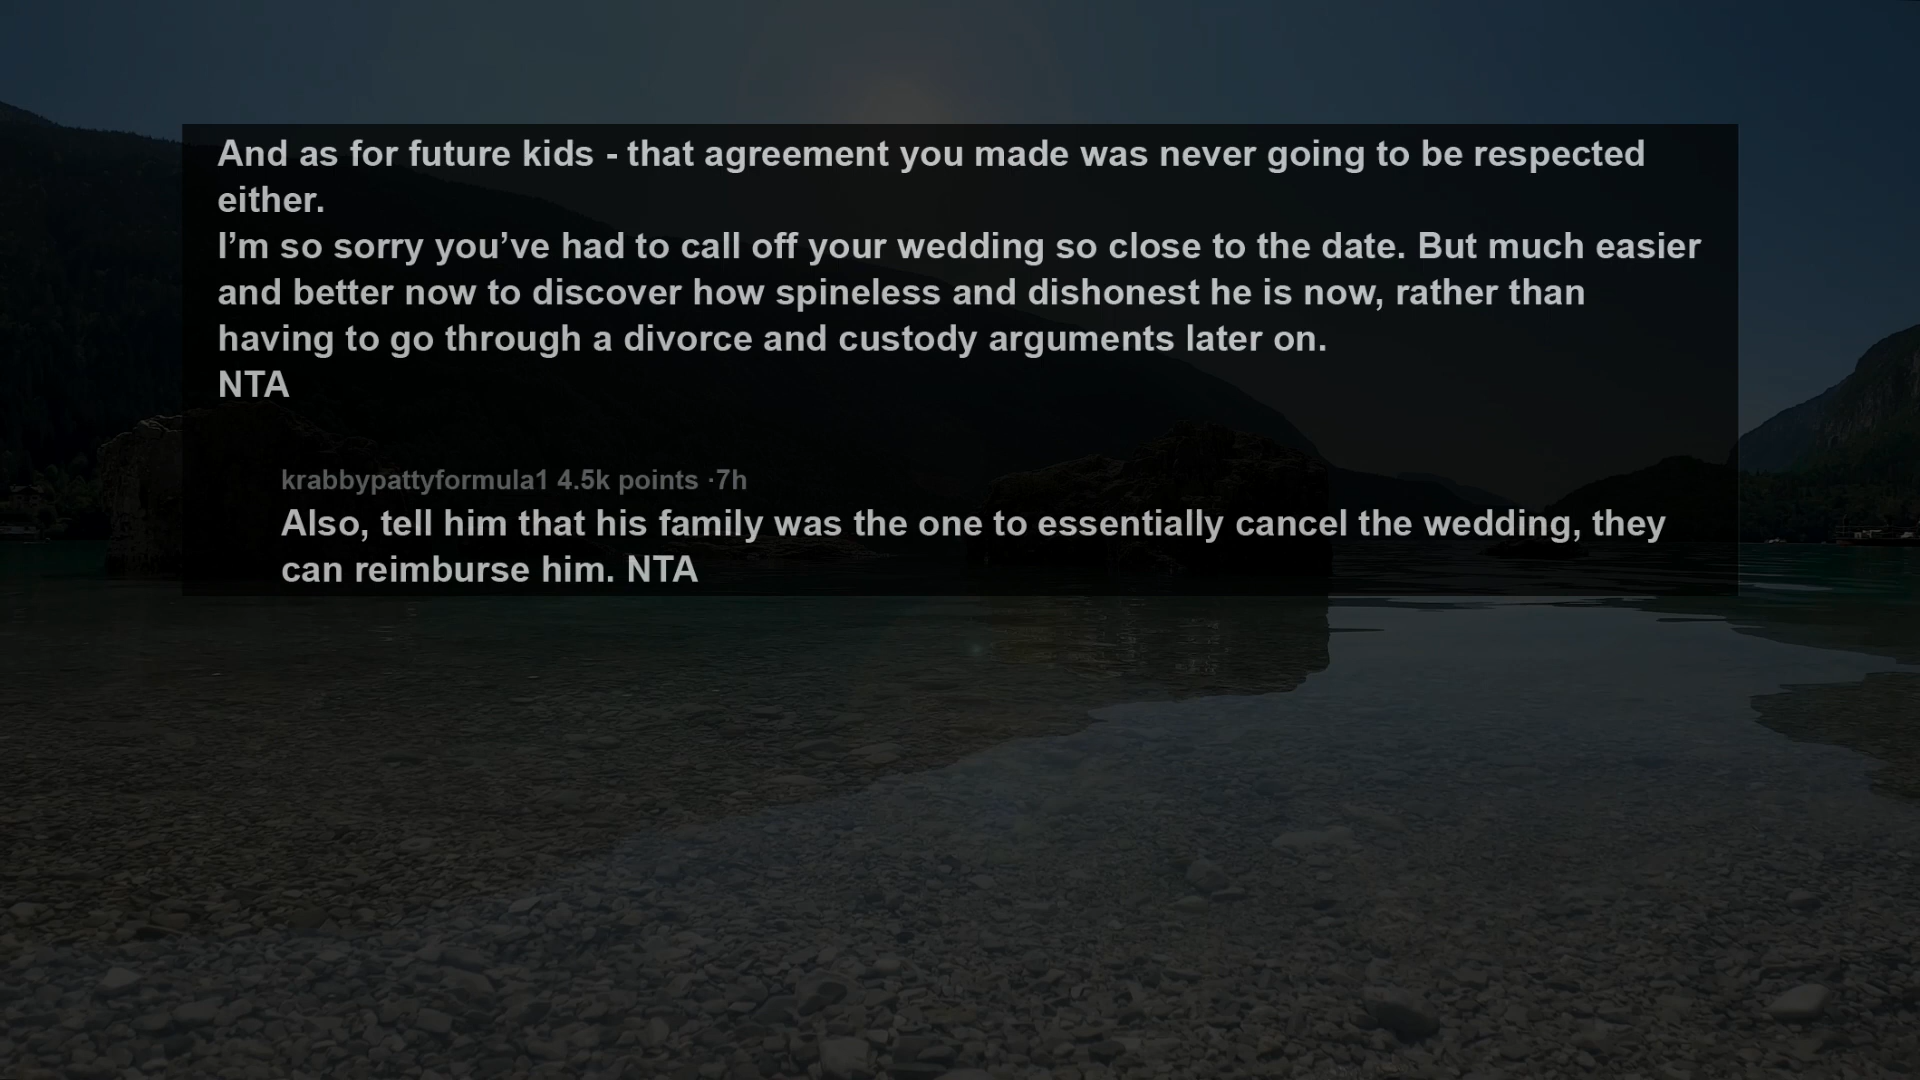 And as for future kids - that agreement you made was never going to be respected
either.
I’m so sorry you’ve had to call off your wedding so close to the date. But much easier
and better now to discover how spineless and dishonest he is now, rather than
having to go through a divorce and custody arguments later on.
NTA
krabbypattyformula1 4.5k points ·7h
Also, tell him that his family was the one to essentially cancel the wedding, they
can reimburse him. NTA